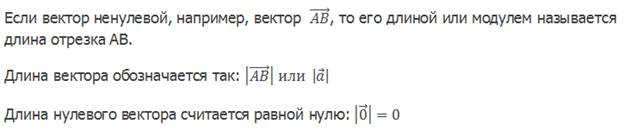 Если вектор ненулевой, например, вектор $\overrightarrow{AB}$, то его длиной или модулем называется
длина отрезка АВ.
Длина вектора обозначается так: $|\overrightarrow{AB}|$ или $|\vec{a}|$
Длина нулевого вектора считается равной нулю: $|\vec{0}| = 0$